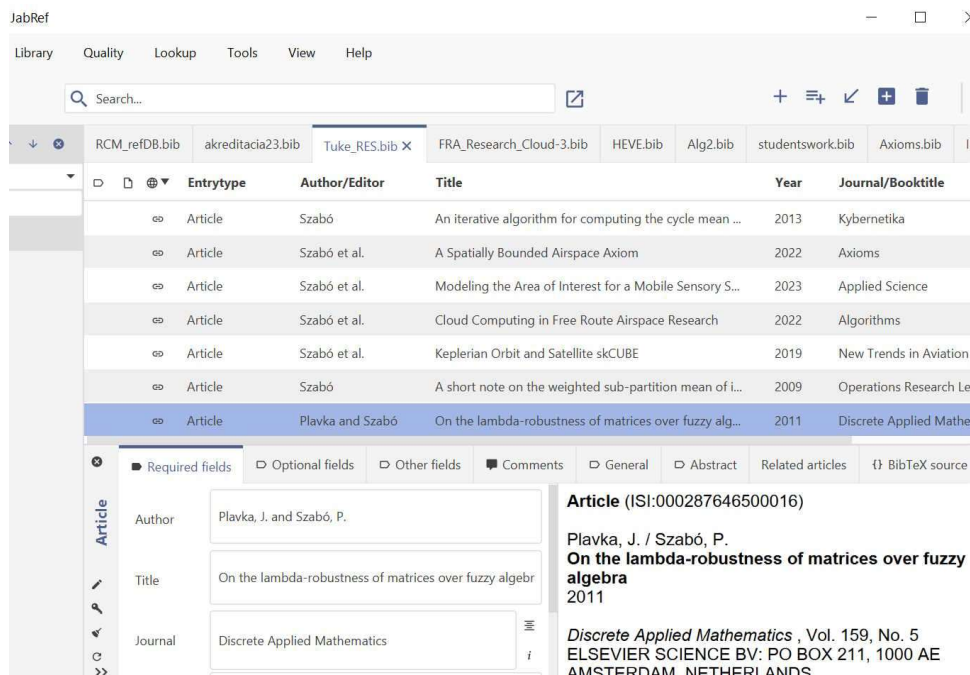 JabRef
Library Quality Lookup Tools View Help
Search...
RCM_refDB.bib akreditacia23.bib Tuke_RES.bib FRA_Research_Cloud-3.bib HEVE.bib Alg2.bib studentswork.bib Axioms.bib
Entrytype Author/Editor Title Year Journal/Booktitle
Article Szabó An iterative algorithm for computing the cycle mean ... 2013 Kybernetika
Article Szabó et al. A Spatially Bounded Airspace Axiom 2022 Axioms
Article Szabó et al. Modeling the Area of Interest for a Mobile Sensory S... 2023 Applied Science
Article Szabó et al. Cloud Computing in Free Route Airspace Research 2022 Algorithms
Article Szabó et al. Keplerian Orbit and Satellite skCUBE 2019 New Trends in Aviation
Article Szabó A short note on the weighted sub-partition mean of i... 2009 Operations Research Le
Article Plavka and Szabó On the lambda-robustness of matrices over fuzzy alg... 2011 Discrete Applied Mathe
Required fields Optional fields Other fields Comments General Abstract Related articles {} BibTeX source
Article
Author Plavka, J. and Szabó, P.
Title On the lambda-robustness of matrices over fuzzy algebr
Journal Discrete Applied Mathematics
Article (ISI:000287646500016)
Plavka, J. / Szabó, P.
On the lambda-robustness of matrices over fuzzy
algebra
2011
Discrete Applied Mathematics , Vol. 159, No. 5
ELSEVIER SCIENCE BV: PO BOX 211, 1000 AE
AMSTERDAM, NETHERLANDS